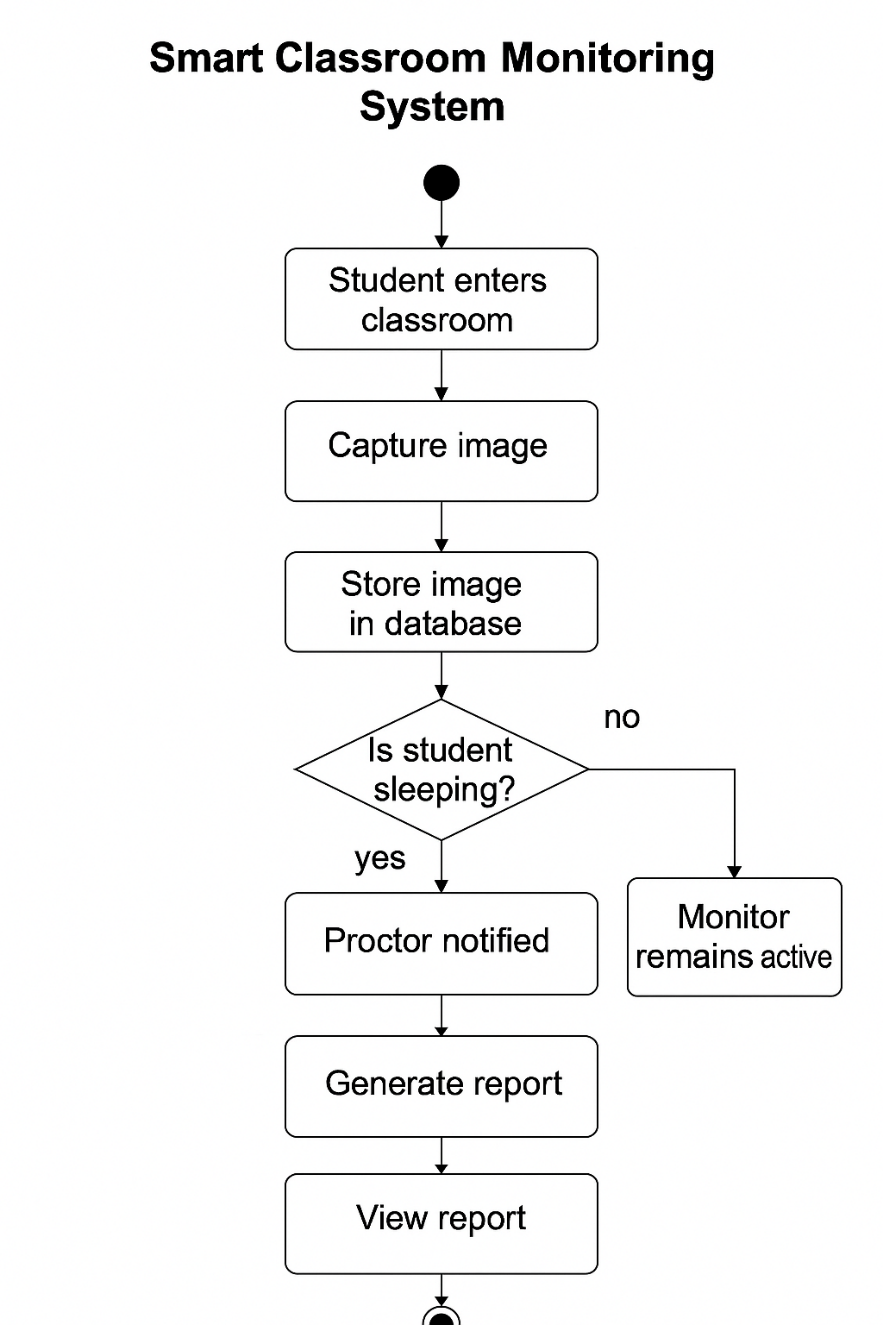 Smart Classroom Monitoring
System
Student enters
classroom
Capture image
Store image
in database
Is student
sleeping?
no
yes
Proctor notified
Monitor
remains active
Generate report
View report